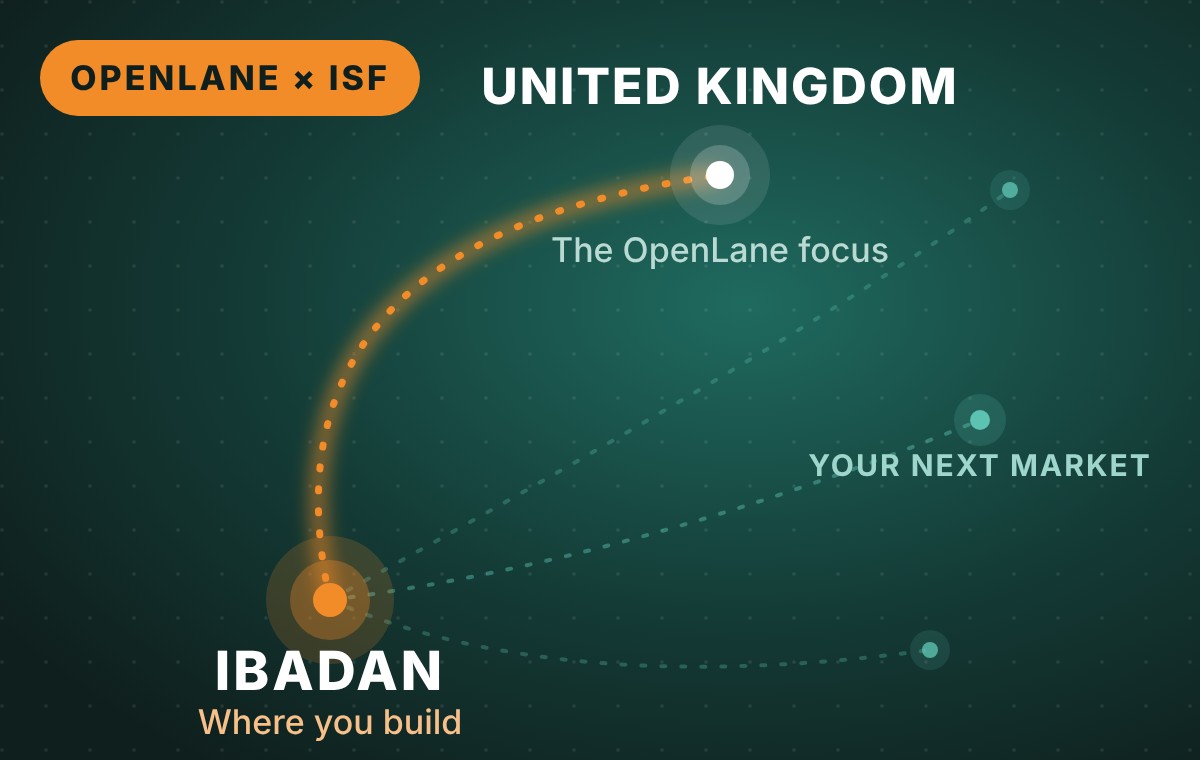 OPENLANE × ISF
UNITED KINGDOM
The OpenLane focus
YOUR NEXT MARKET
IBADAN
Where you build